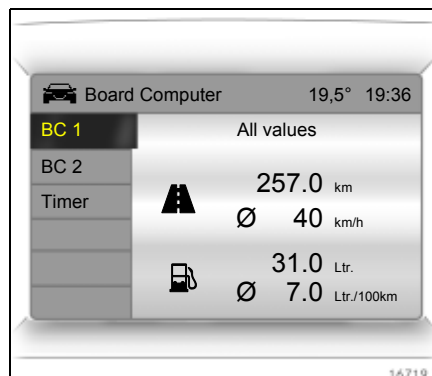 Board Computer 19,5° 19:36
BC 1 All values
BC 2
257.0 km
Timer
Ø 40 km/h
31.0 Ltr.
Ø 7.0 Ltr./100km
16719